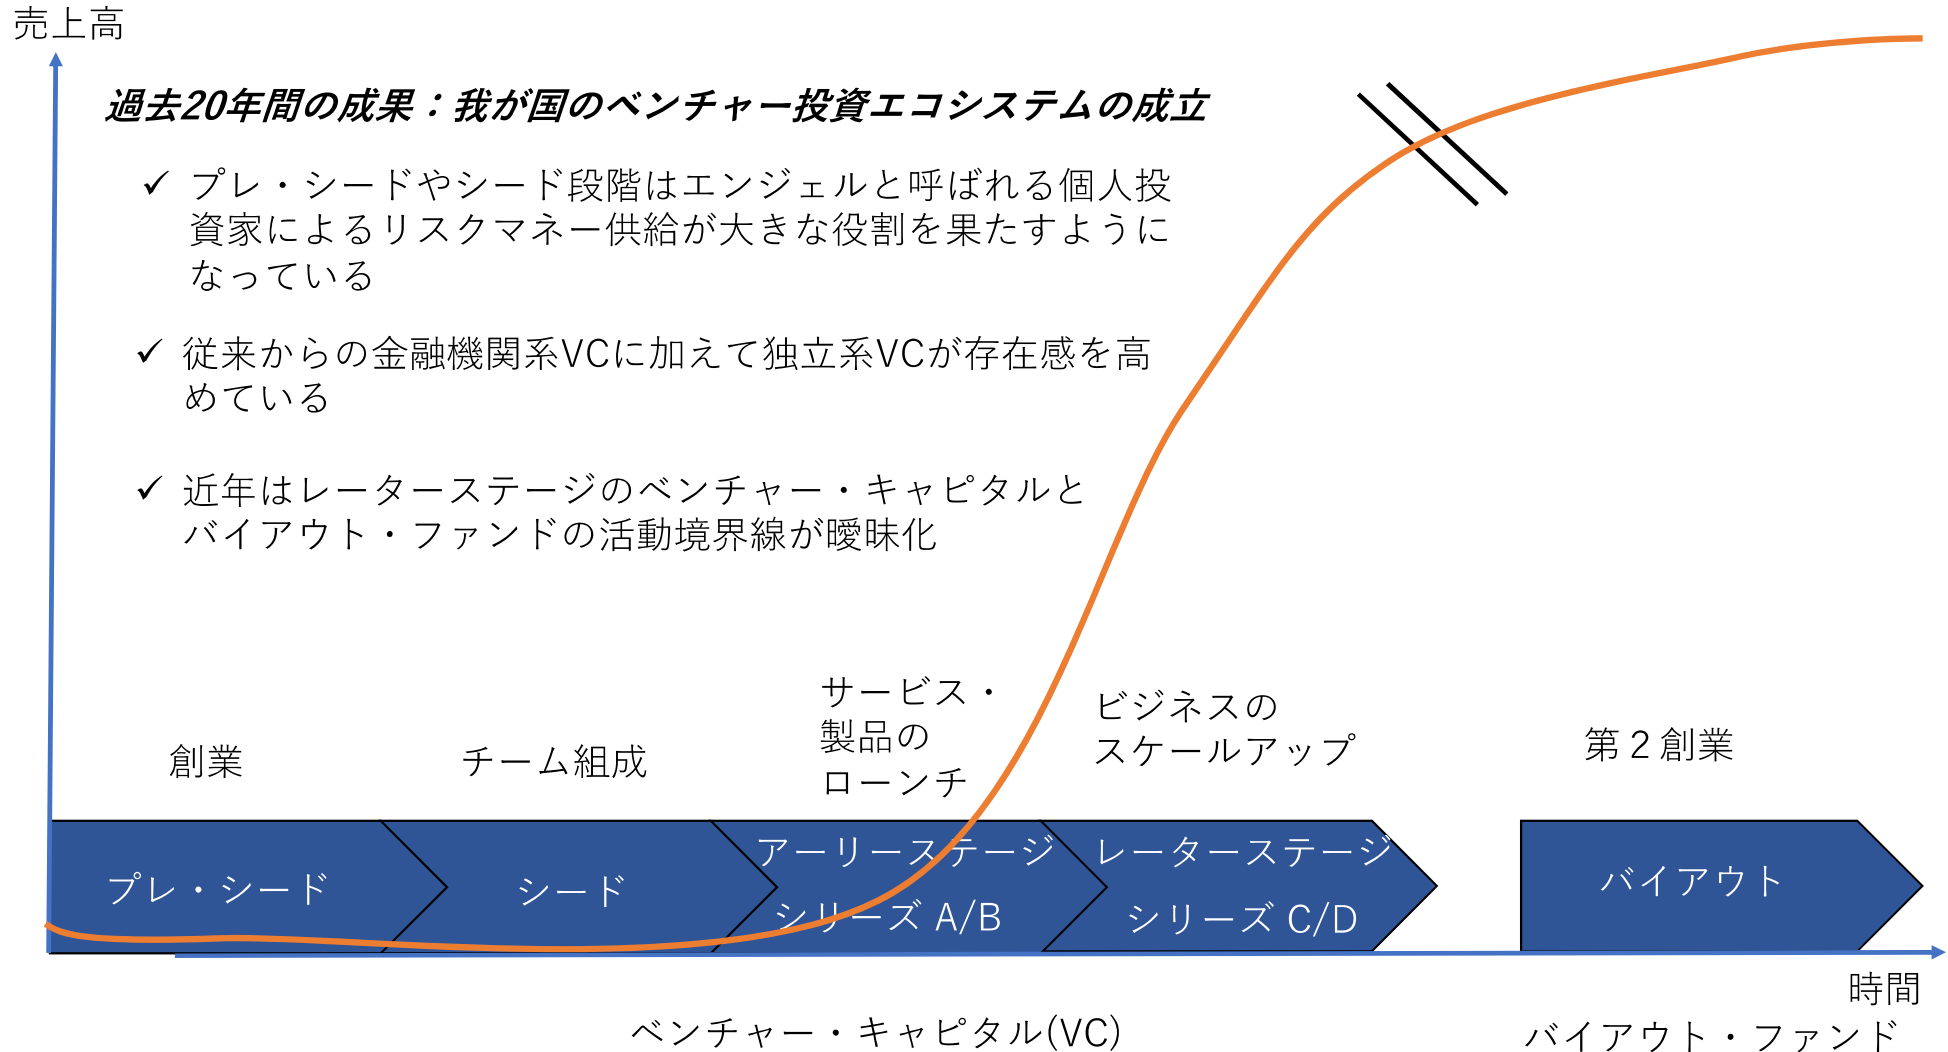 売上高
過去20年間の成果：我が国のベンチャー投資エコシステムの成立
✓ プレ・シードやシード段階はエンジェルと呼ばれる個人投
資家によるリスクマネー供給が大きな役割を果たすように
なっている
✓ 従来からの金融機関系VCに加えて独立系VCが存在感を高
めている
✓ 近年はレーターステージのベンチャー・キャピタルと
バイアウト・ファンドの活動境界線が曖昧化
創業
チーム組成
サービス・
製品の
ローンチ
ビジネスの
スケールアップ
第２創業
プレ・シード
シード
アーリーステージ
シリーズ A/B
レーターステージ
シリーズ C/D
バイアウト
時間
ベンチャー・キャピタル(VC)
バイアウト・ファンド